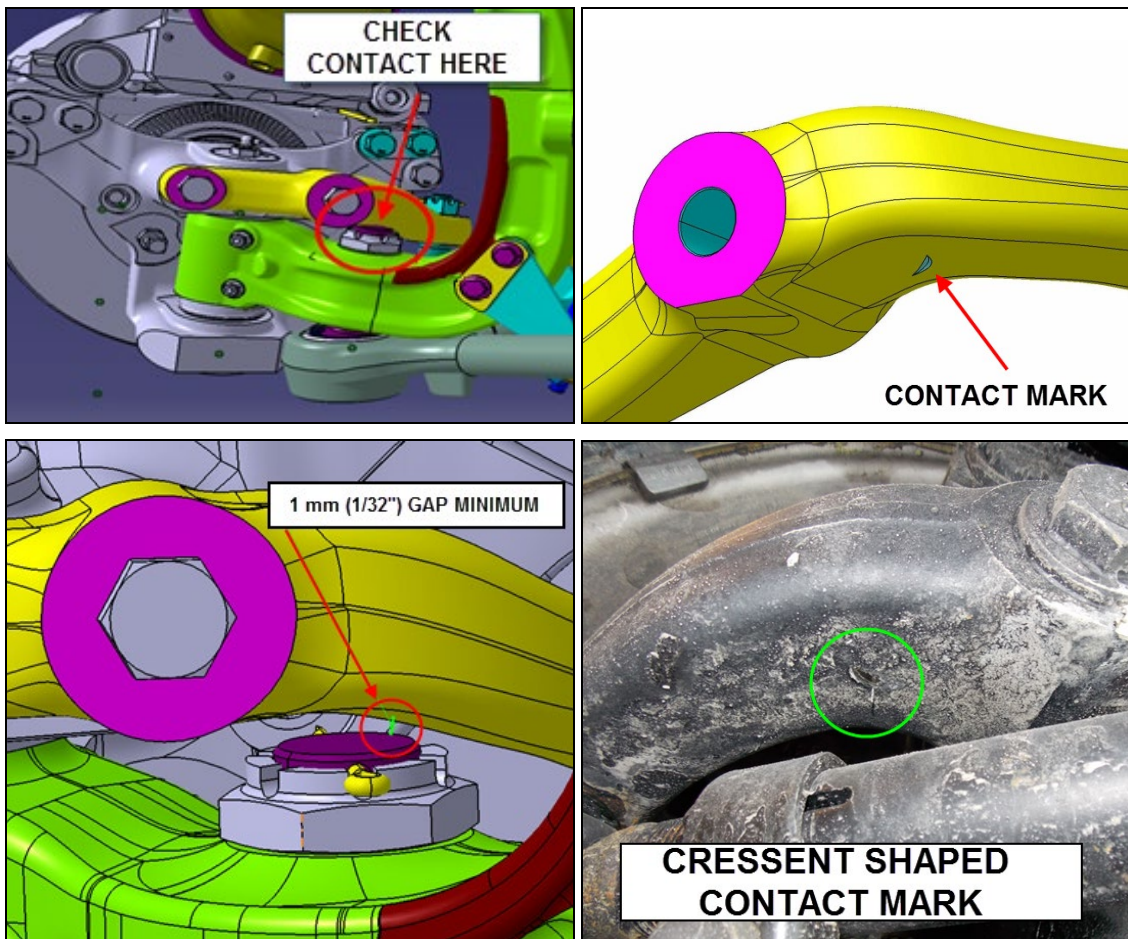 CHECK
CONTACT HERE
CONTACT MARK
1 mm (1/32") GAP MINIMUM
CRESSENT SHAPED
CONTACT MARK